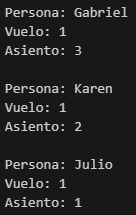 Persona: Gabriel
Vuelo: 1
Asiento: 3
Persona: Karen
Vuelo: 1
Asiento: 2
Persona: Julio
Vuelo: 1
Asiento: 1